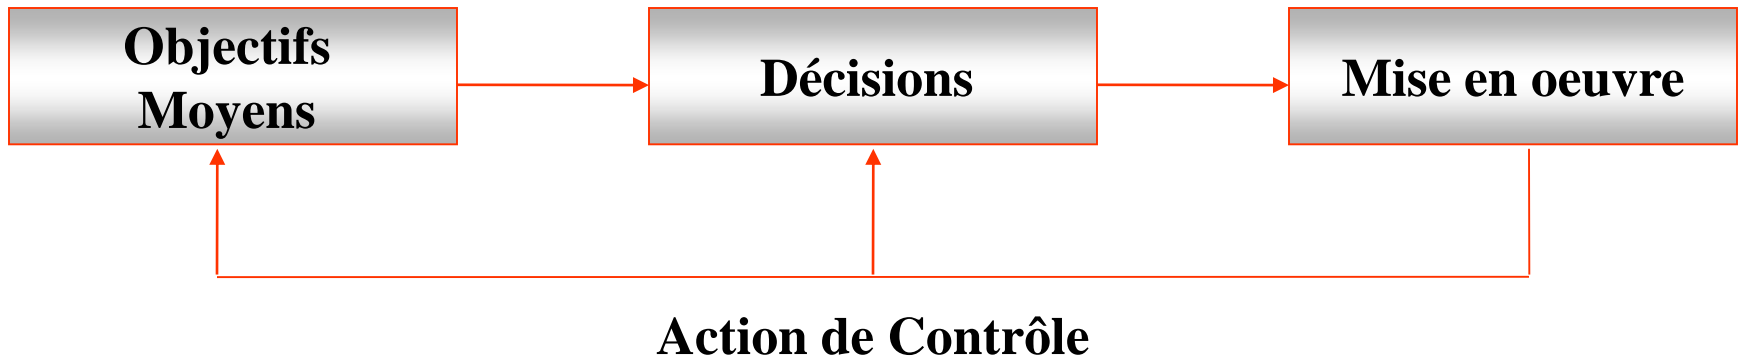 Objectifs
Moyens
Décisions
Mise en oeuvre
Action de Contrôle